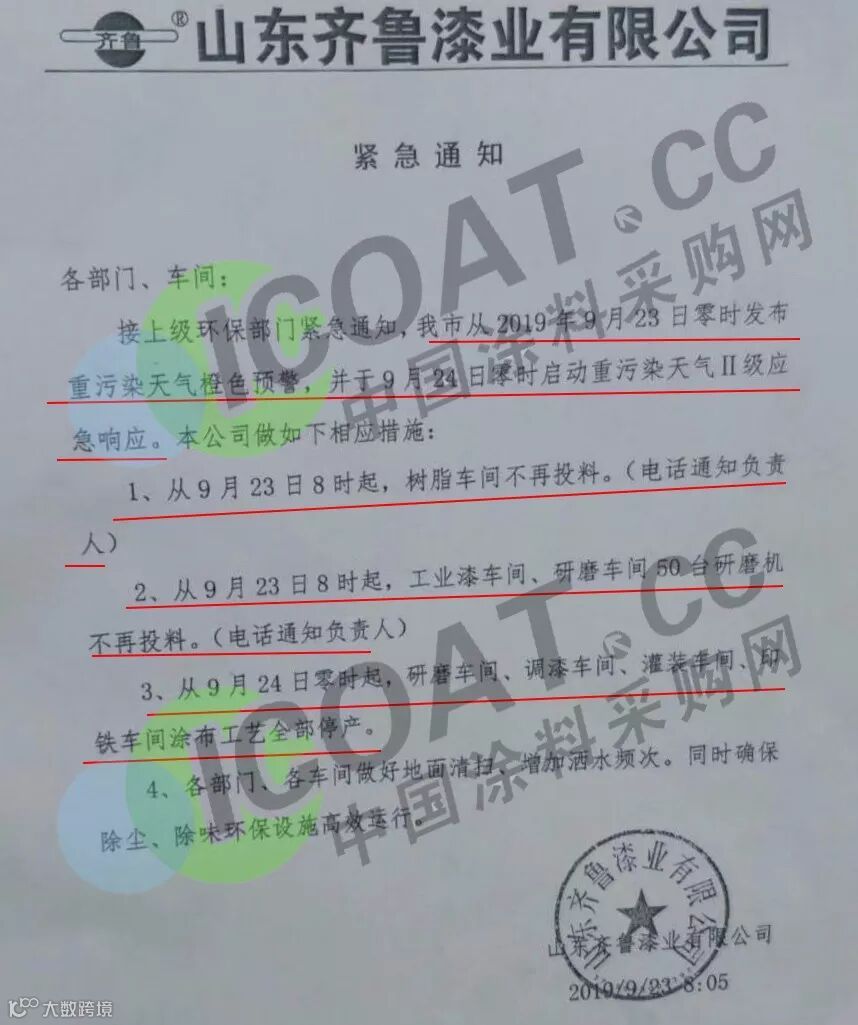 齐鲁
®
山东齐鲁漆业有限公司
紧急通知
各部门、车间：
接上级环保部门紧急通知，我市从2019年9月23日零时发布
重污染天气橙色预警，并于9月24日零时启动重污染天气Ⅱ级应
急响应。本公司做如下相应措施：
1、从9月23日8时起，树脂车间不再投料。（电话通知负责
人）
2、从9月23日8时起，工业漆车间、研磨车间50台研磨机
不再投料。（电话通知负责人）
3、从9月24日零时起，研磨车间、调漆车间、灌装车间、印
铁车间涂布工艺全部停产。
4、各部门、各车间做好地面清扫、增加洒水频次。同时确保
除尘、除味环保设施高效运行。
山东齐鲁漆业有限公司
山东齐鲁漆业有限公司
2019/9/23 8:05
ICOAT.CC
中国涂料采购网
ICOAT.CC
中国涂料采购网
大数跨境